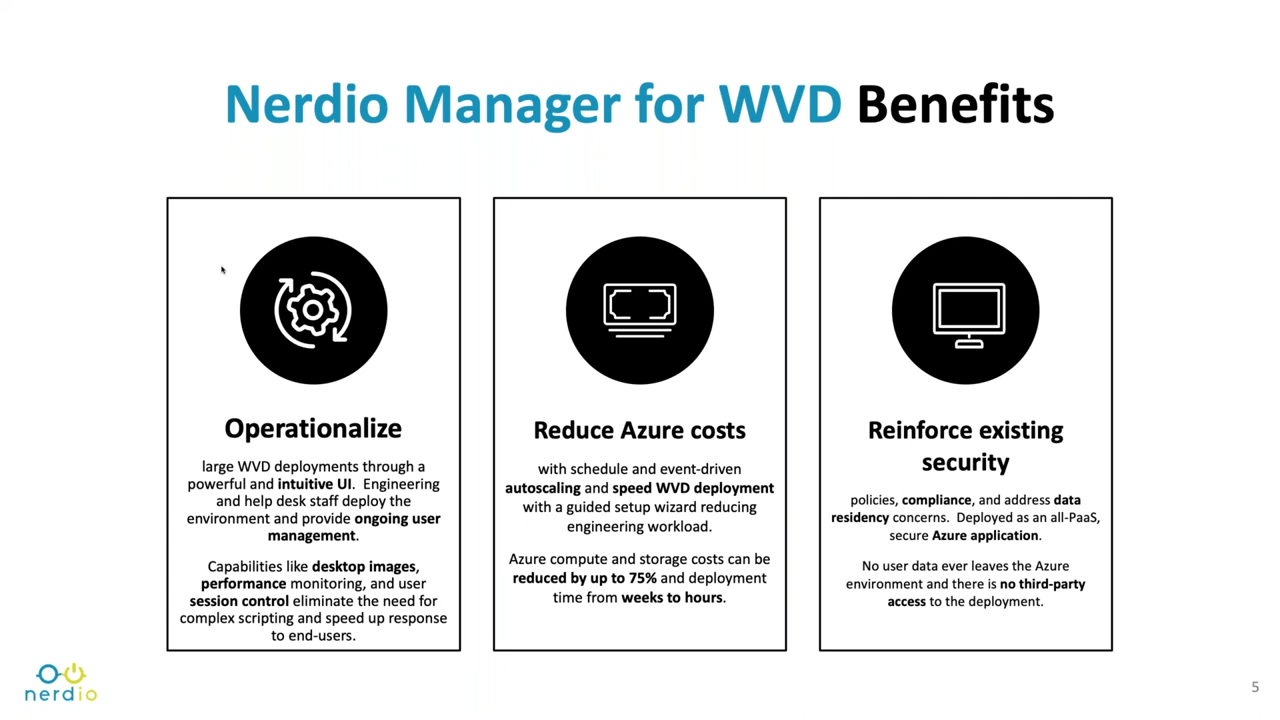 Nerdio Manager for WVD Benefits
Operationalize
large WVD deployments through a
powerful and intuitive UI. Engineering
and help desk staff deploy the
environment and provide ongoing user
management.
Capabilities like desktop images,
performance monitoring, and user
session control eliminate the need for
complex scripting and speed up response
to end-users.
Reduce Azure costs
with schedule and event-driven
autoscaling and speed WVD deployment
with a guided setup wizard reducing
engineering workload.
Azure compute and storage costs can be
reduced by up to 75% and deployment
time from weeks to hours.
Reinforce existing
security
policies, compliance, and address data
residency concerns. Deployed as an all-PaaS,
secure Azure application.
No user data ever leaves the Azure
environment and there is no third-party
access to the deployment.
nerdio
5